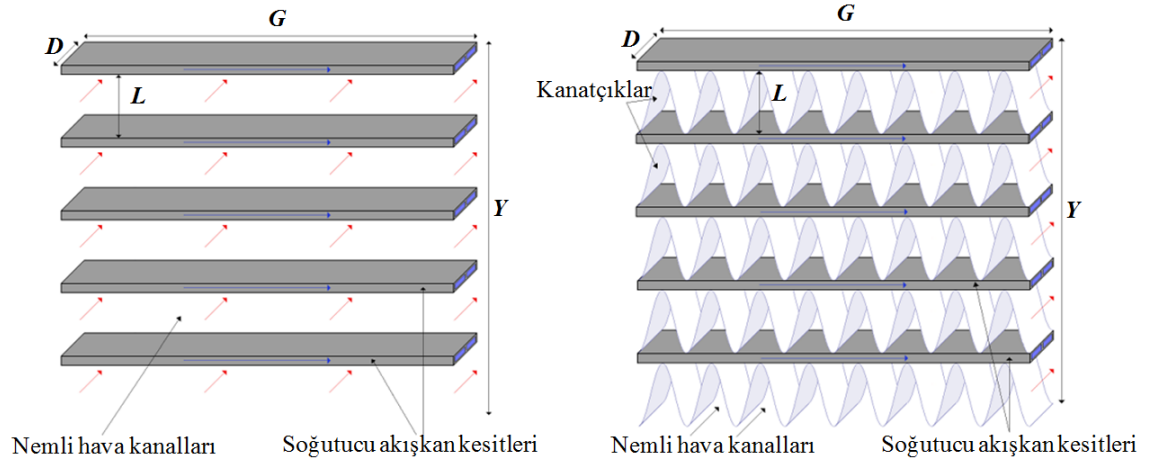 G
D
L
Y
Nemli hava kanalları
Soğutucu akışkan kesitleri
G
D
Kanatçıklar
L
Y
Nemli hava kanalları
Soğutucu akışkan kesitleri